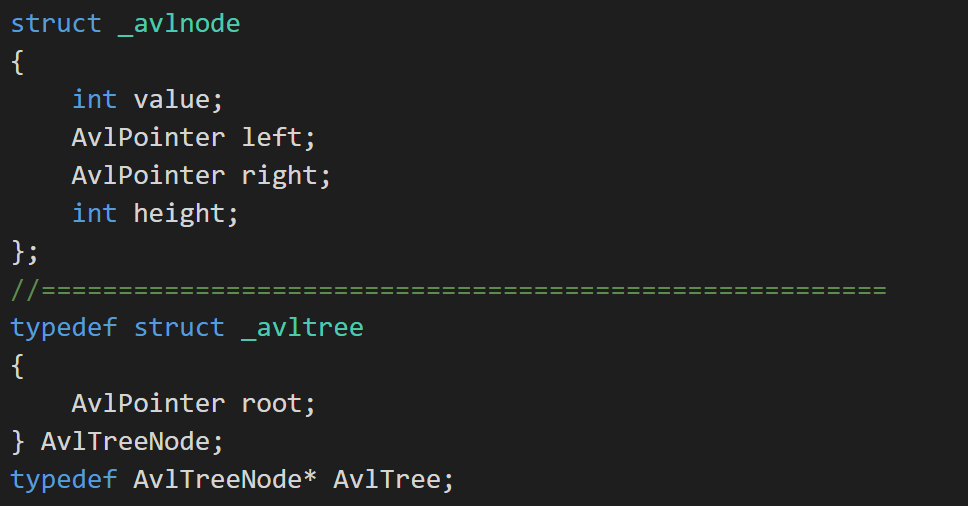 struct _avlnode
{
    int value;
    AvlPointer left;
    AvlPointer right;
    int height;
};
//=======================================================
typedef struct _avltree
{
    AvlPointer root;
} AvlTreeNode;
typedef AvlTreeNode* AvlTree;